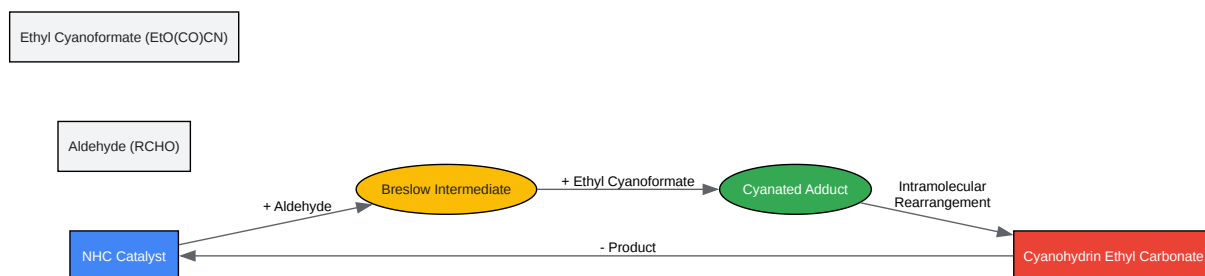 Ethyl Cyanoformate (EtO(CO)CN)
Aldehyde (RCHO)
Breslow Intermediate
+ Ethyl Cyanoformate
Cyanated Adduct
Intramolecular
Rearrangement
+ Aldehyde
NHC Catalyst
- Product
Cyanohydrin Ethyl Carbonate